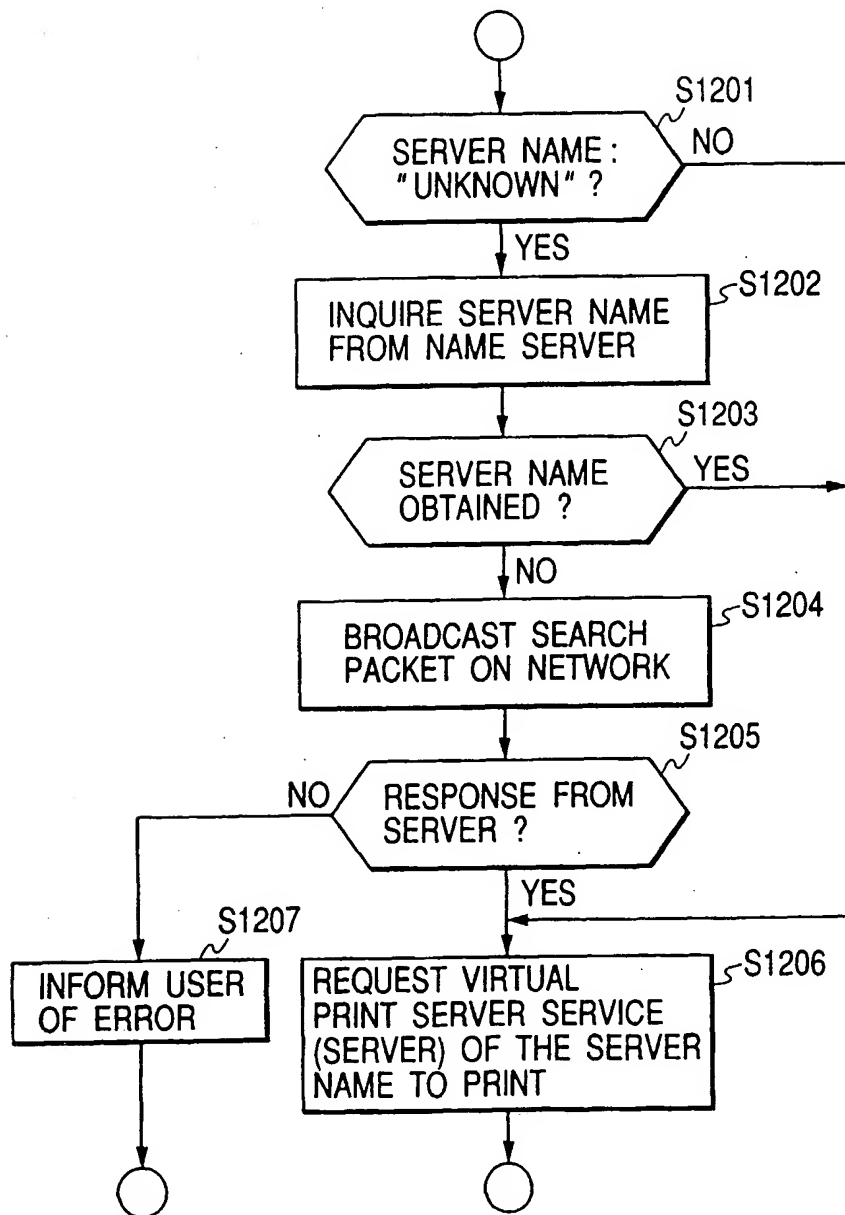 S1201
SERVER NAME :
"UNKNOWN" ?
NO
YES
S1202
INQUIRE SERVER NAME
FROM NAME SERVER
S1203
SERVER NAME
OBTAINED ?
YES
NO
S1204
BROADCAST SEARCH
PACKET ON NETWORK
S1205
RESPONSE FROM
SERVER ?
NO
YES
S1207
INFORM USER
OF ERROR
S1206
REQUEST VIRTUAL
PRINT SERVER SERVICE
(SERVER) OF THE SERVER
NAME TO PRINT